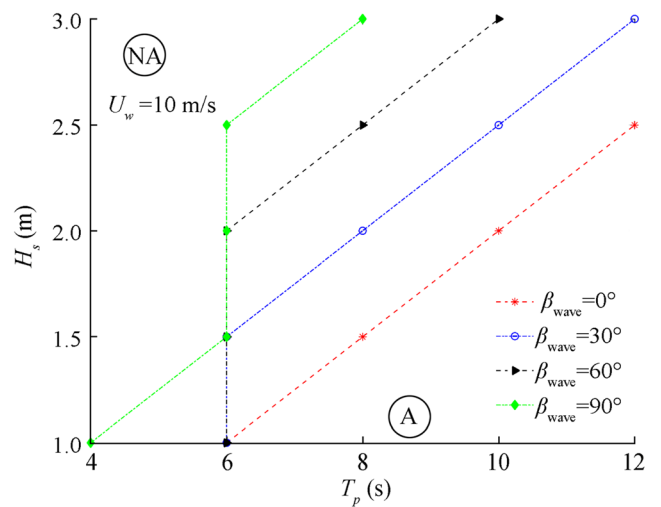 3.0
NA
U_w =10 m/s
2.5
H_s (m)
2.0
β_wave=0°
1.5
β_wave=30°
β_wave=60°
A
β_wave=90°
1.0
4 6 8 10 12
T_p (s)